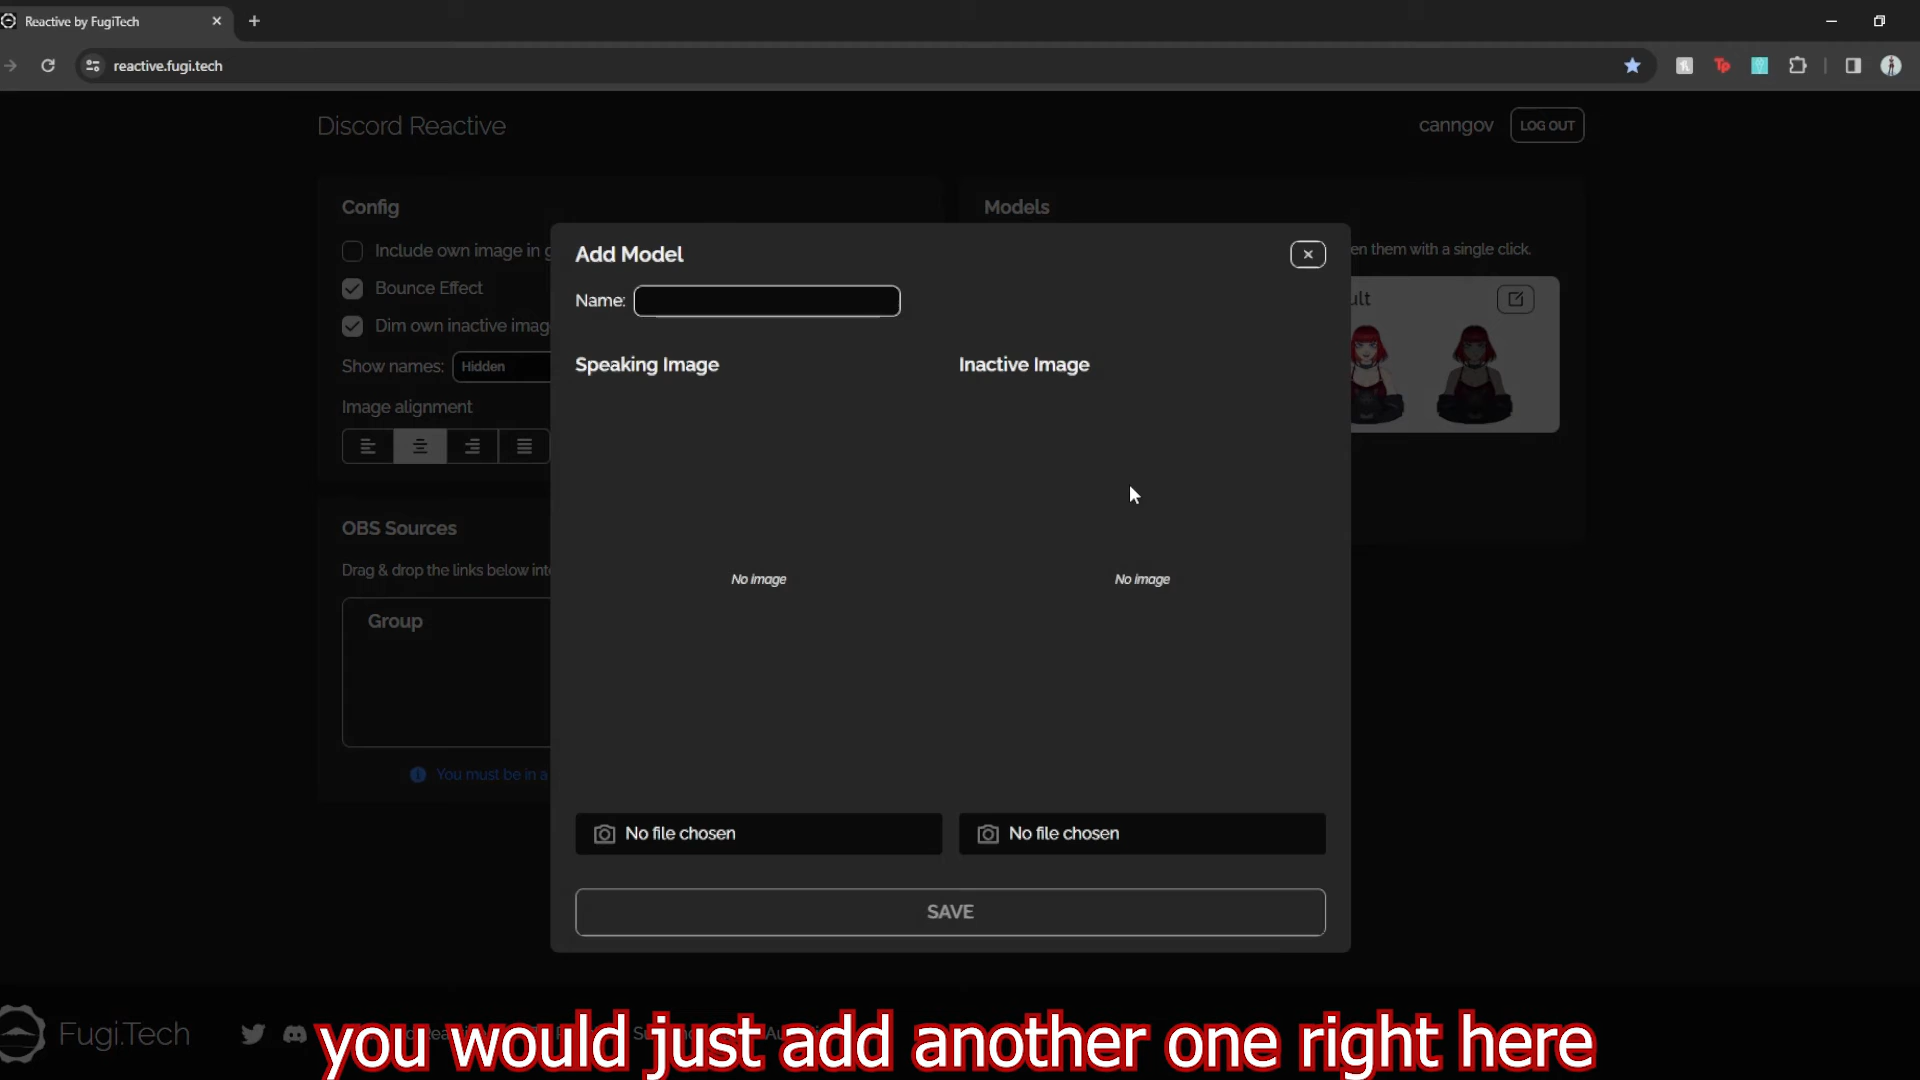 Reactive by FugiTech
reactive.fugi.tech
Tp
Discord Reactive
canngov
LOG OUT
Config
Include own image in g
Bounce Effect
Dim own inactive imag
Show names: Hidden
Image alignment
OBS Sources
Drag & drop the links below int
Group
You must be in a
Models
en them with a single click.
ult
Add Model
Name:
Speaking Image
Inactive Image
No image
No image
No file chosen
No file chosen
SAVE
Fugi.Tech
you would just add another one right here